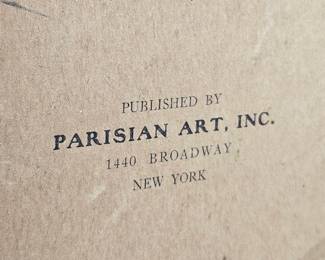 PUBLISHED BY
PARISIAN ART, INC.
1440 BROADWAY
NEW YORK